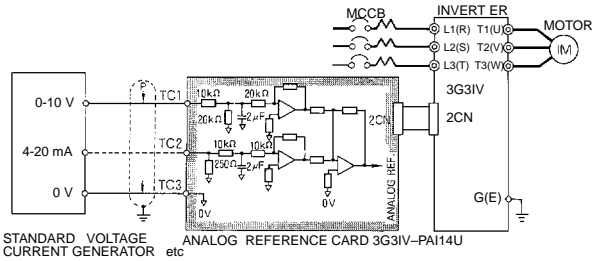 INVERT ER
MCCB
MOTOR
L1(R) T1(U)
L2(S) T2(V)
IM
L3(T) T3(W)
3G3IV
2CN
G(E)
0-10 V
P
TC1
10kΩ
20kΩ
20kΩ
2μF
2CN
4-20 mA
TC2
10kΩ
10kΩ
250Ω
2μF
0 V
TC3
0V
0V
ANALOG REF.
STANDARD VOLTAGE
CURRENT GENERATOR etc
ANALOG REFERENCE CARD 3G3IV–PAI14U